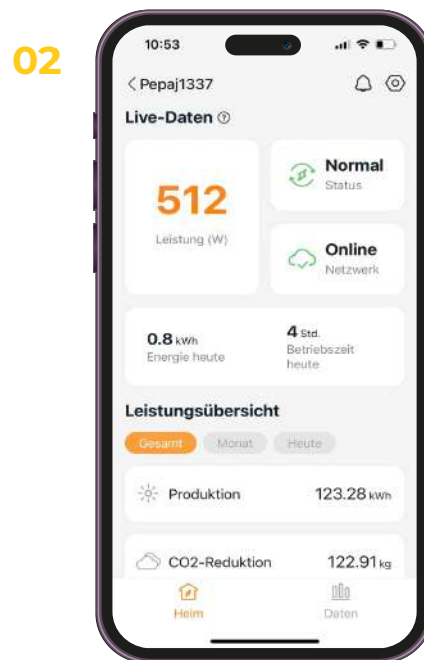 02
10:53
< Pepaj1337
Live-Daten ?
512
Leistung (W)
Normal
Status
Online
Netzwerk
0.8 kWh
Energie heute
4 Std.
Betriebszeit
heute
Leistungsübersicht
Gesamt Monat Heute
Produktion 123.28 kWh
CO2-Reduktion 122.91 kg
Heim Daten